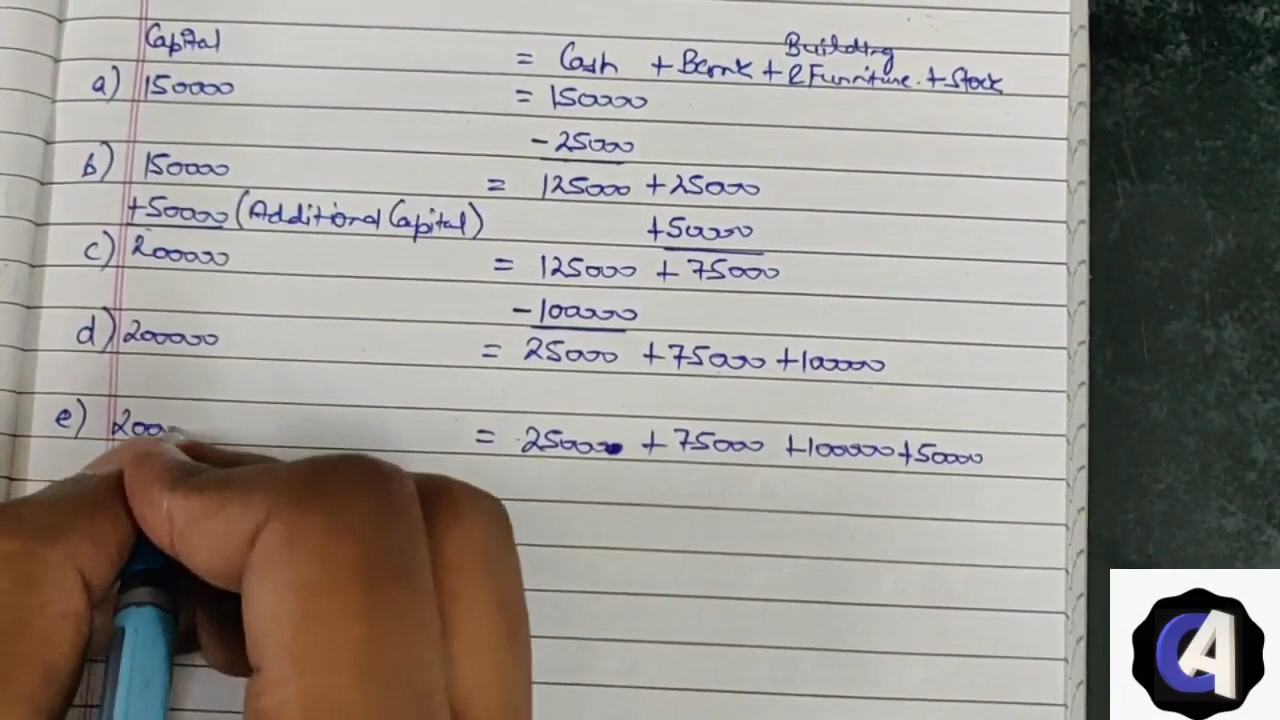 Capital = Cash + Bank + Building & Furniture. + Stock
a) 150000 = 150000
- 25000
b) 150000 = 125000 + 25000
+50000 (Additional Capital) +50000
c) 200000 = 125000 + 75000
- 100000
d) 200000 = 25000 + 75000 + 100000
e) 200 = 25000 + 75000 + 100000 + 50000
CA